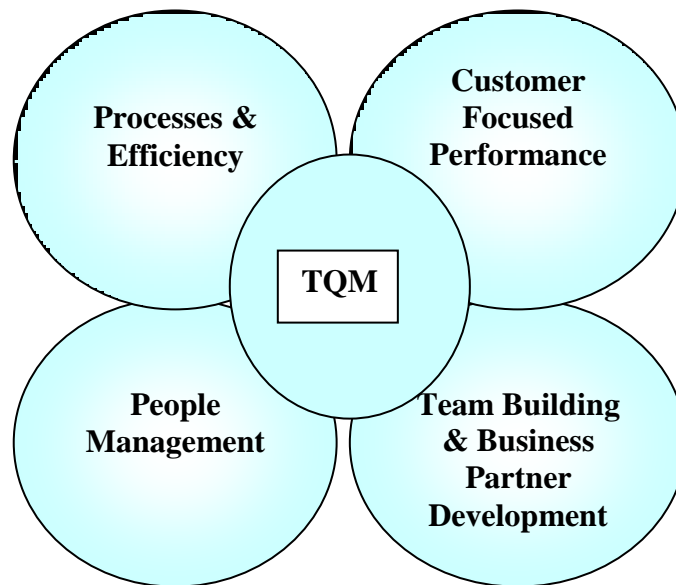 Processes &
Efficiency
Customer
Focused
Performance
TQM
People
Management
Team Building
& Business
Partner
Development